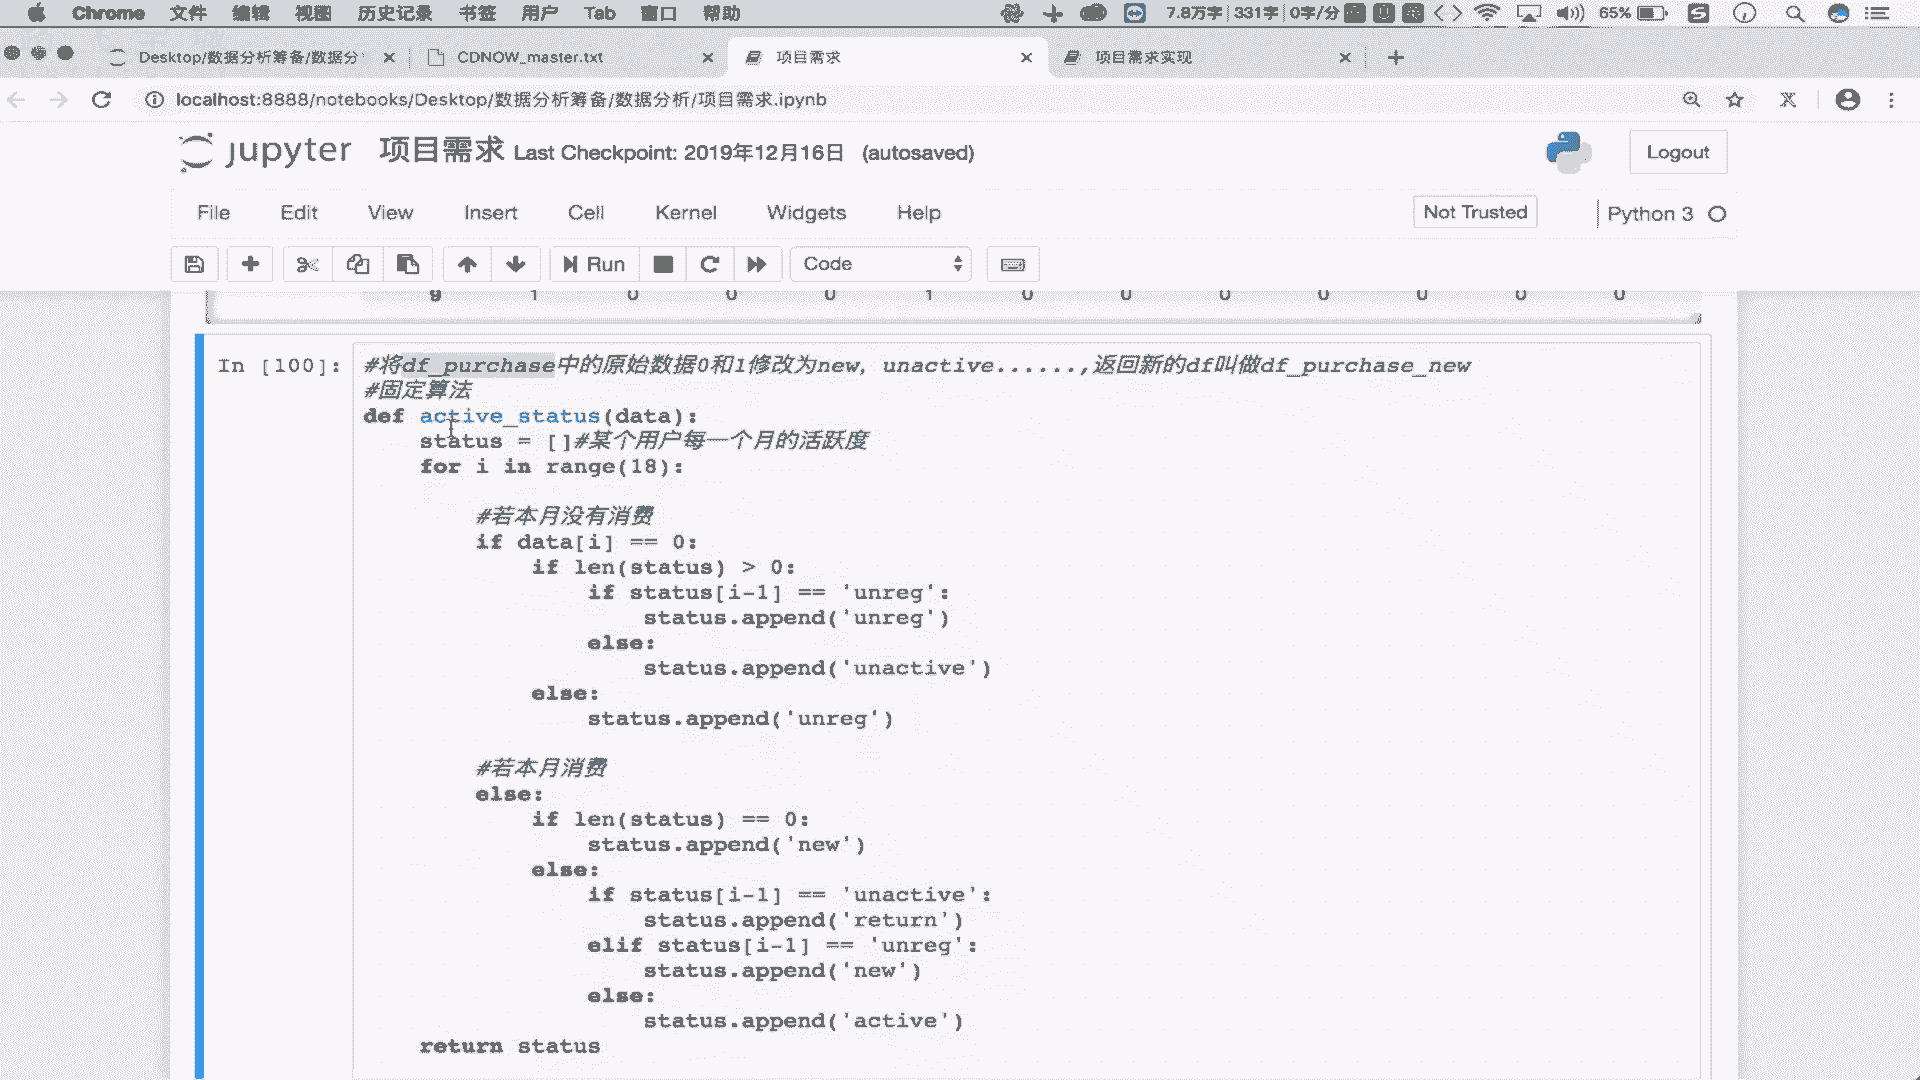 Chrome 文件 编辑 视图 历史记录 书签 用户 Tab 窗口 帮助 7.8万字 331字 0字/分 65%
Desktop/数据分析筹备/数据分 CDNOW_master.txt 项目需求 项目需求实现
localhost:8888/notebooks/Desktop/数据分析筹备/数据分析/项目需求.ipynb
jupyter 项目需求 Last Checkpoint: 2019年12月16日 (autosaved) Logout
File Edit View Insert Cell Kernel Widgets Help Not Trusted Python 3
Run Code
9 1 0 0 0 1 0 0 0 0 0 0 0
In [100]: #将df_purchase中的原始数据0和1修改为new, unactive......,返回新的df叫做df_purchase_new
#固定算法
def active_status(data):
status = []#某个用户每一个月的活跃度
for i in range(18):
#若本月没有消费
if data[i] == 0:
if len(status) > 0:
if status[i-1] == 'unreg':
status.append('unreg')
else:
status.append('unactive')
else:
status.append('unreg')
#若本月消费
else:
if len(status) == 0:
status.append('new')
else:
if status[i-1] == 'unactive':
status.append('return')
elif status[i-1] == 'unreg':
status.append('new')
else:
status.append('active')
return status